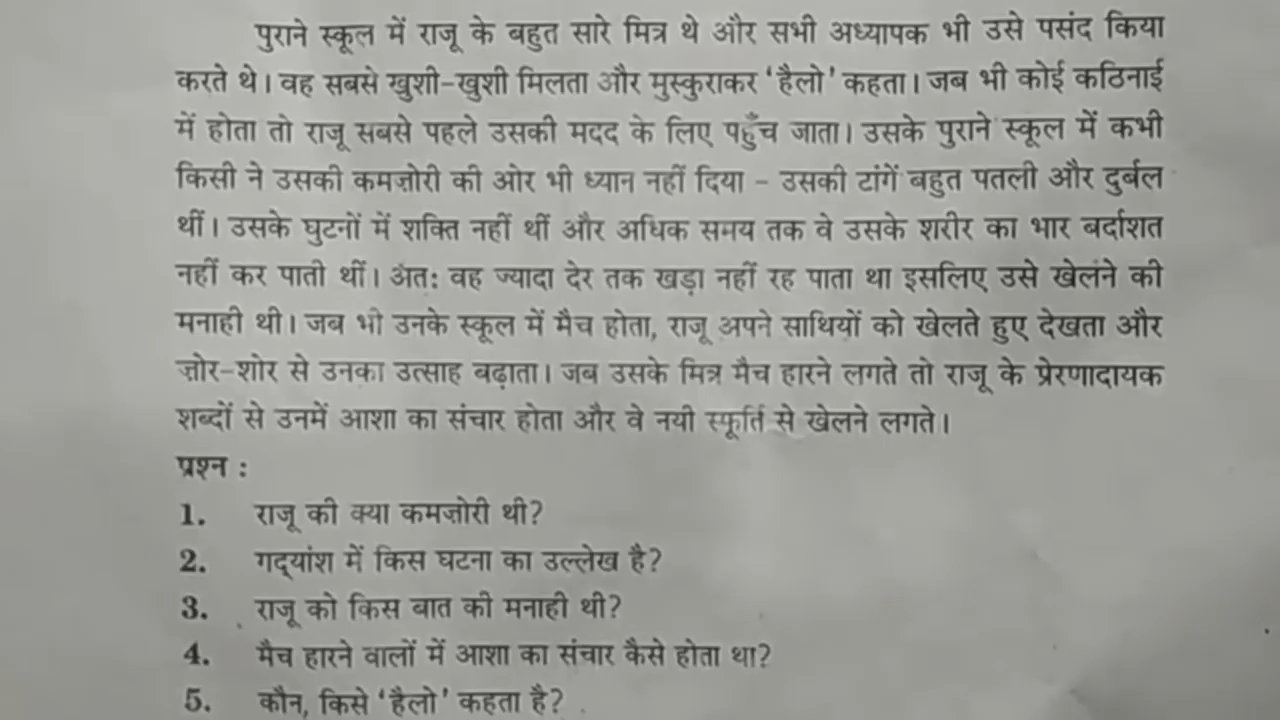 पुराने स्कूल में राजू के बहुत सारे मित्र थे और सभी अध्यापक भी उसे पसंद किया
करते थे। वह सबसे खुशी-खुशी मिलता और मुस्कुराकर 'हैलो' कहता। जब भी कोई कठिनाई
में होता तो राजू सबसे पहले उसकी मदद के लिए पहुँच जाता। उसके पुराने स्कूल में कभी
किसी ने उसकी कमज़ोरी की ओर भी ध्यान नहीं दिया - उसकी टांगें बहुत पतली और दुर्बल
थीं। उसके घुटनों में शक्ति नहीं थीं और अधिक समय तक वे उसके शरीर का भार बर्दाशत
नहीं कर पाती थीं। अत: वह ज्यादा देर तक खड़ा नहीं रह पाता था इसलिए उसे खेलने की
मनाही थी। जब भी उनके स्कूल में मैच होता, राजू अपने साथियों को खेलते हुए देखता और
ज़ोर-शोर से उनका उत्साह बढ़ाता। जब उसके मित्र मैच हारने लगते तो राजू के प्रेरणादायक
शब्दों से उनमें आशा का संचार होता और वे नयी स्फूर्ति से खेलने लगते।
प्रश्न :
1. राजू की क्या कमज़ोरी थी?
2. गद्‌यांश में किस घटना का उल्लेख है?
3. राजू को किस बात की मनाही थी?
4. मैच हारने वालों में आशा का संचार कैसे होता था?
5. कौन, किसे 'हैलो' कहता है?